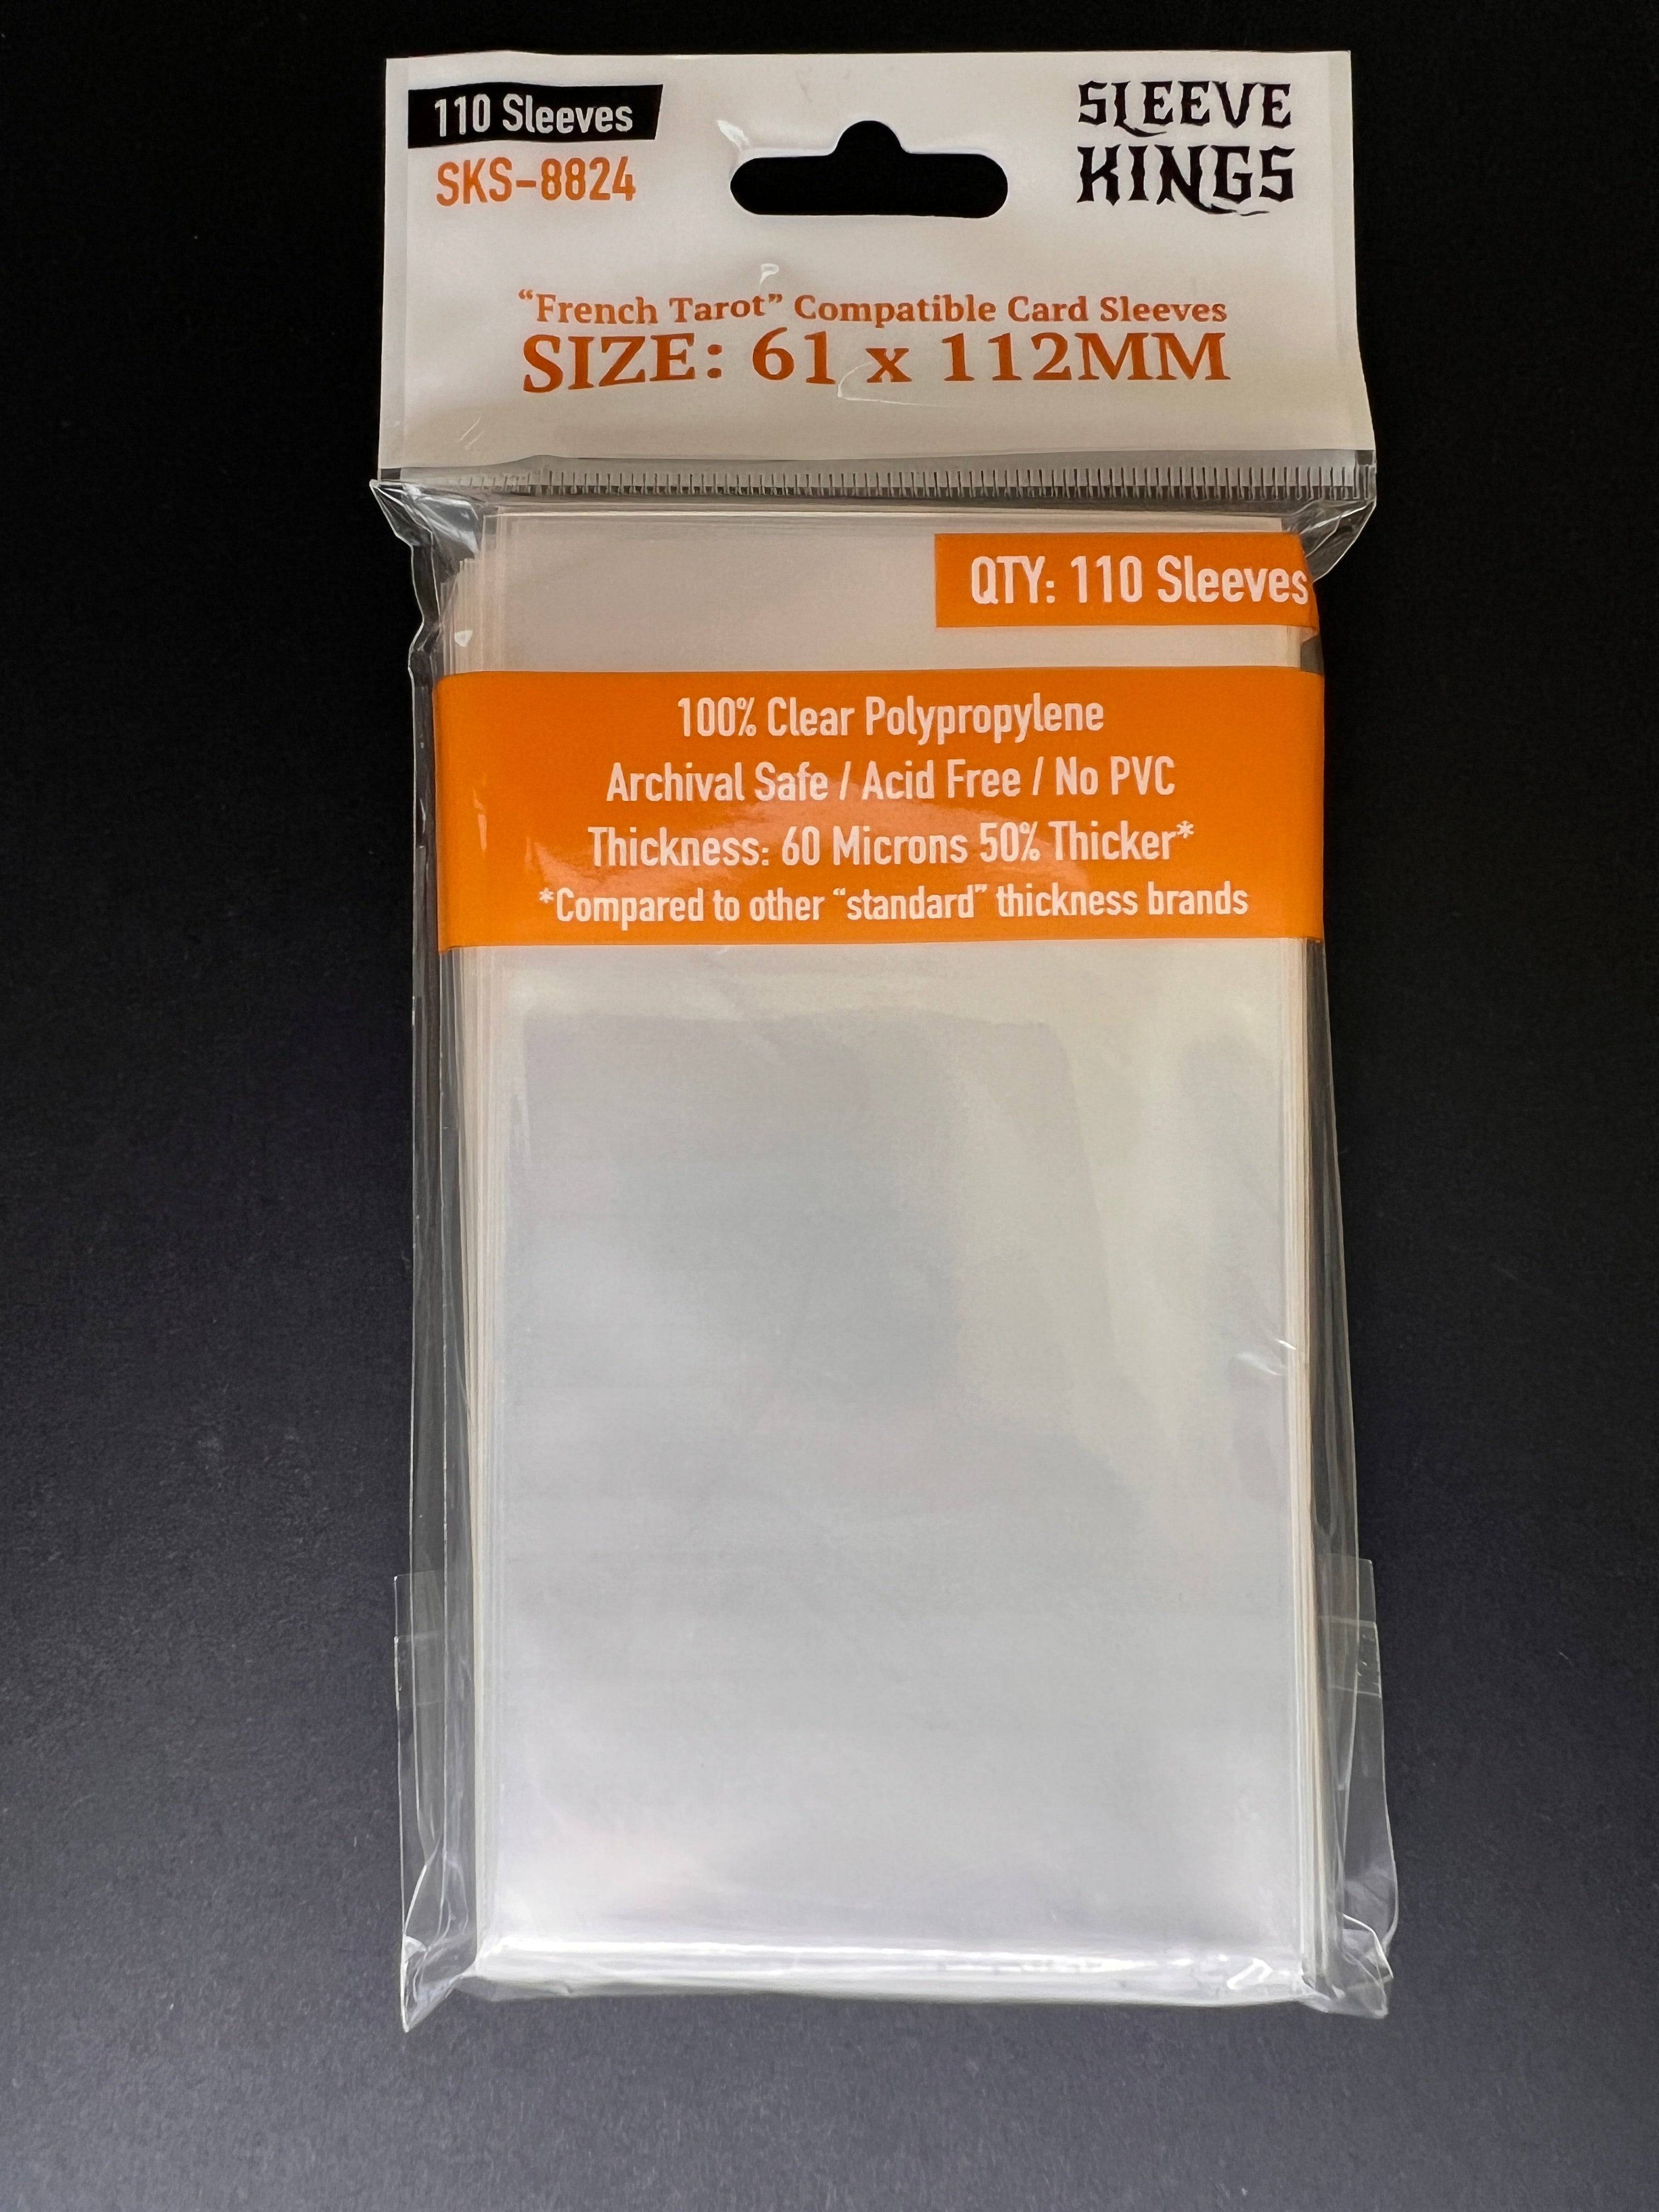 110 Sleeves
SKS-8824
SLEEVE
KINGS
“French Tarot” Compatible Card Sleeves
SIZE: 61 x 112MM
QTY: 110 Sleeves
100% Clear Polypropylene
Archival Safe / Acid Free / No PVC
Thickness: 60 Microns 50% Thicker*
*Compared to other “standard” thickness brands